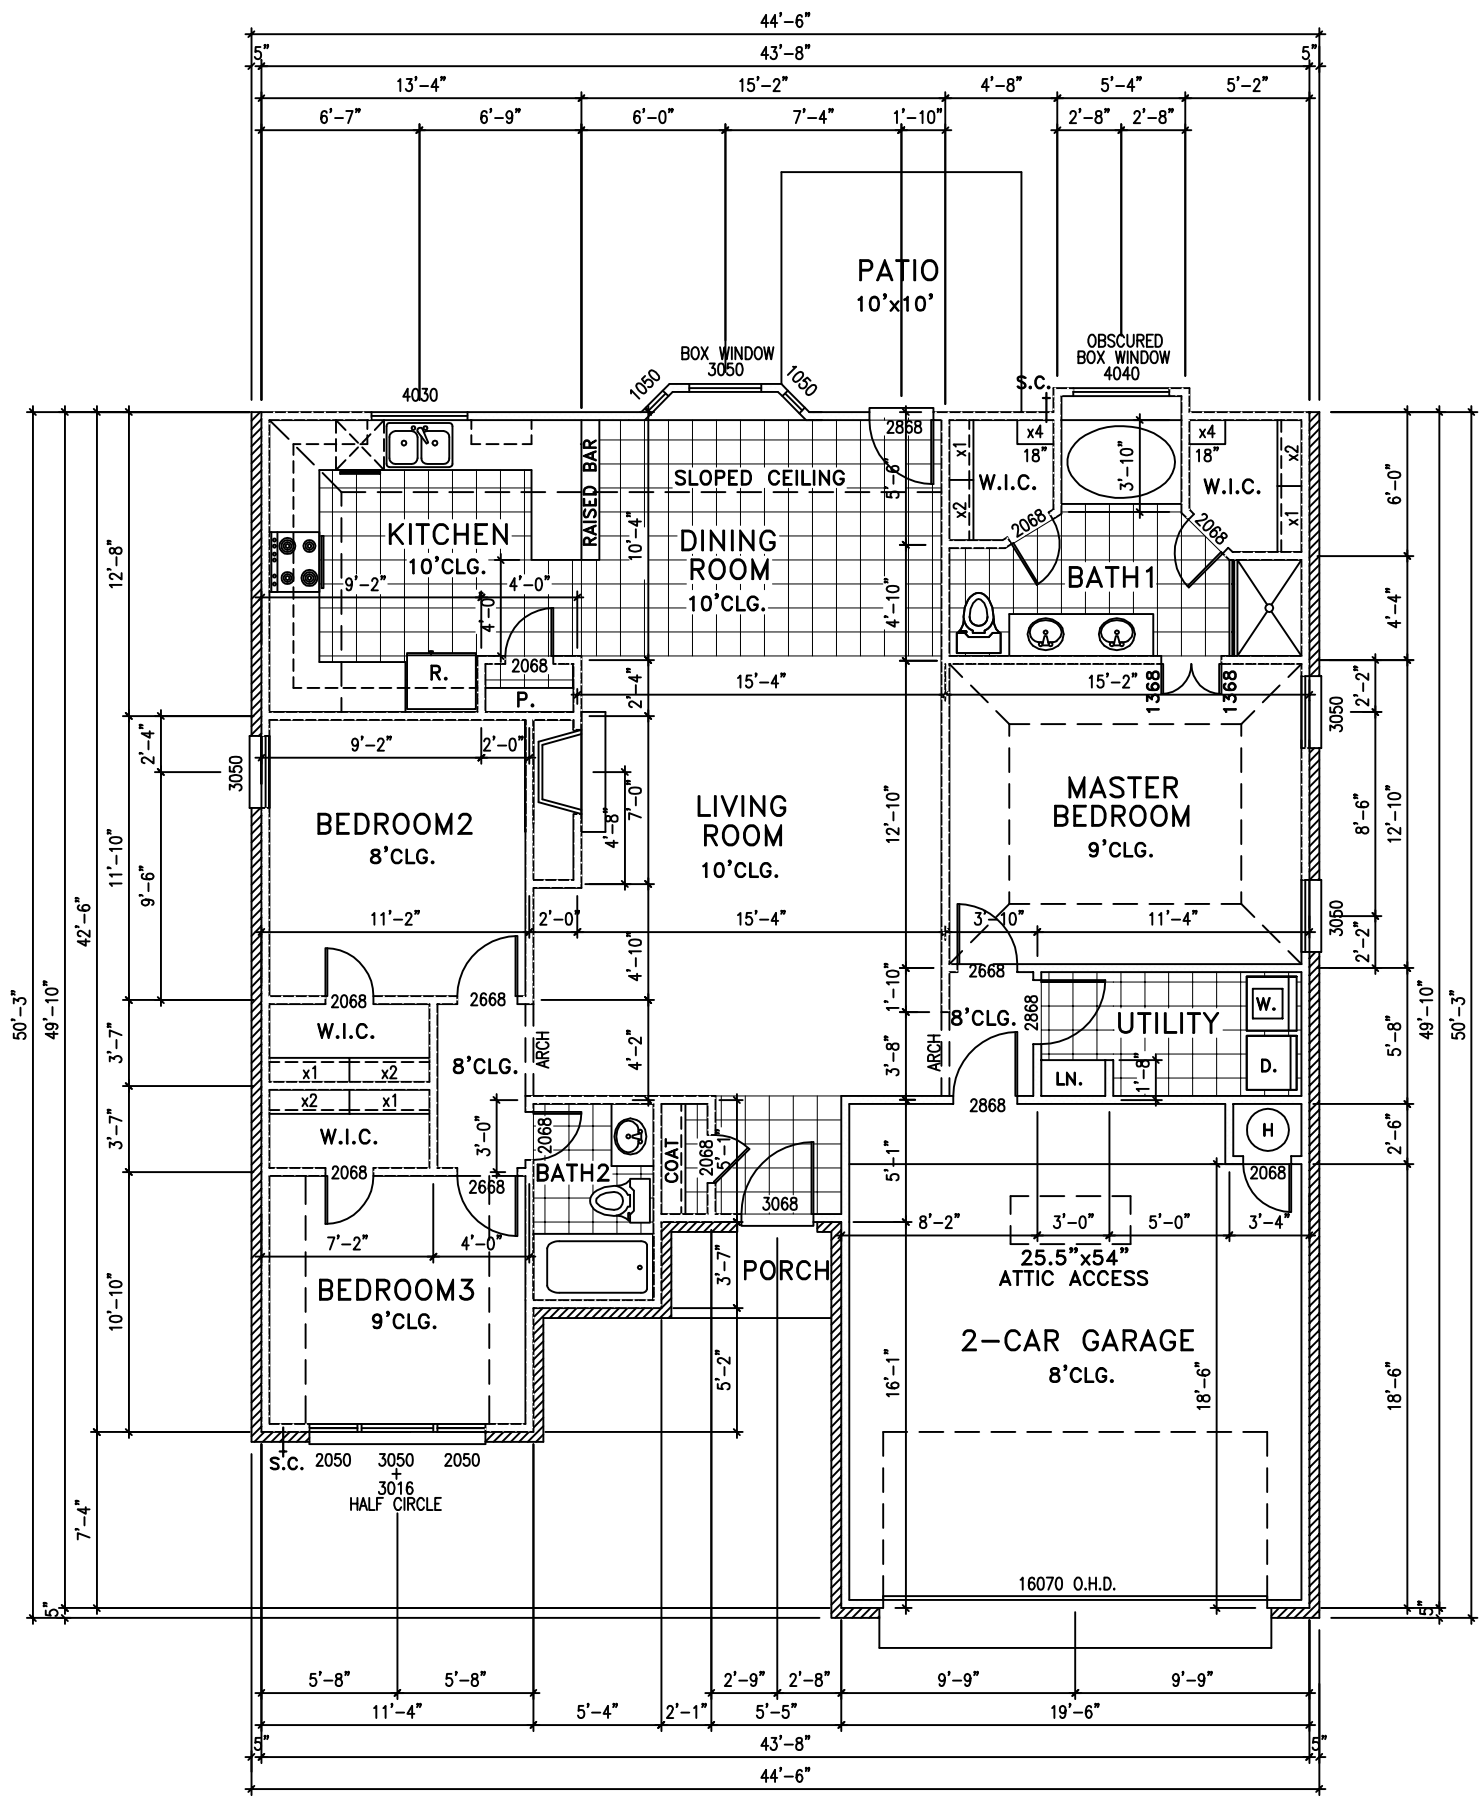 44'-6"
5" 43'-8" 5"
13'-4" 15'-2" 4'-8" 5'-4" 5'-2"
6'-7" 6'-9" 6'-0" 7'-4" 1'-10" 2'-8" 2'-8"
PATIO
10'x10'
OBSCURED
BOX WINDOW
4040
BOX WINDOW
3050
1050
1050
4030
S.C.
2868
x1
x2
x4
18"
x4
18"
x2
x1
3'-10"
W.I.C.
W.I.C.
2068
2068
RAISED BAR
SLOPED CEILING
5'-6"
6'-0"
KITCHEN
10'CLG.
10'-4"
DINING
ROOM
10'CLG.
BATH1
12'-8"
9'-2" 4'-0"
4'-0"
4'-10"
4'-4"
R.
2068
P.
2'-4"
15'-4"
15'-2"
1368
1368
2'-2"
3050
2'-4"
3050
9'-2" 2'-0"
BEDROOM2
8'CLG.
4'-8"
7'-0"
LIVING
ROOM
10'CLG.
12'-10"
MASTER
BEDROOM
9'CLG.
8'-6"
12'-10"
11'-10"
9'-6"
42'-6"
50'-3"
49'-10"
49'-10"
50'-3"
11'-2" 2'-0" 15'-4" 3'-10" 11'-4"
3050
2'-2"
4'-10"
2068
2668
2668
1'-10"
2868
W.
8'CLG.
UTILITY
W.I.C.
3'-7"
ARCH
4'-2"
3'-8"
ARCH
5'-8"
8'CLG.
x1 x2
D.
LN.
1'-8"
x2 x1
2868
3'-7"
W.I.C.
3'-0"
2068
BATH2
COAT
2068
5'-1"
5'-1"
H
2'-6"
2068
2068
2668
3068
8'-2" 3'-0" 5'-0" 3'-4"
7'-2" 4'-0"
25.5"x54"
ATTIC ACCESS
BEDROOM3
9'CLG.
3'-7"
PORCH
10'-10"
5'-2"
2-CAR GARAGE
8'CLG.
16'-1"
18'-6"
18'-6"
S.C. 2050 3050 2050
+
3016
HALF CIRCLE
7'-4"
16070 O.H.D.
5"
5"
5'-8" 5'-8" 2'-9" 2'-8" 9'-9" 9'-9"
11'-4" 5'-4" 2'-1" 5'-5" 19'-6"
5" 43'-8" 5"
44'-6"